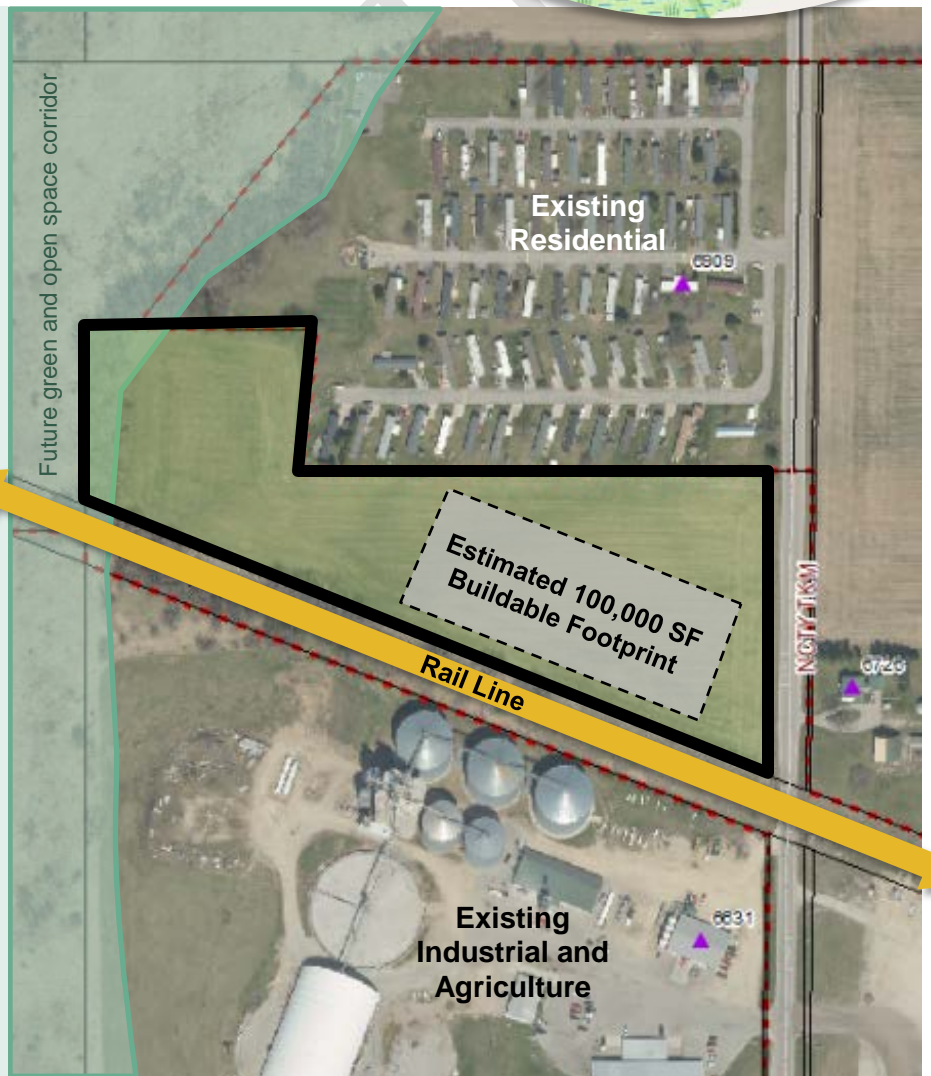 Future green and open space corridor
Existing
Residential
6909
Estimated 100,000 SF
Buildable Footprint
Rail Line
6726
Existing
Industrial and
Agriculture
6631